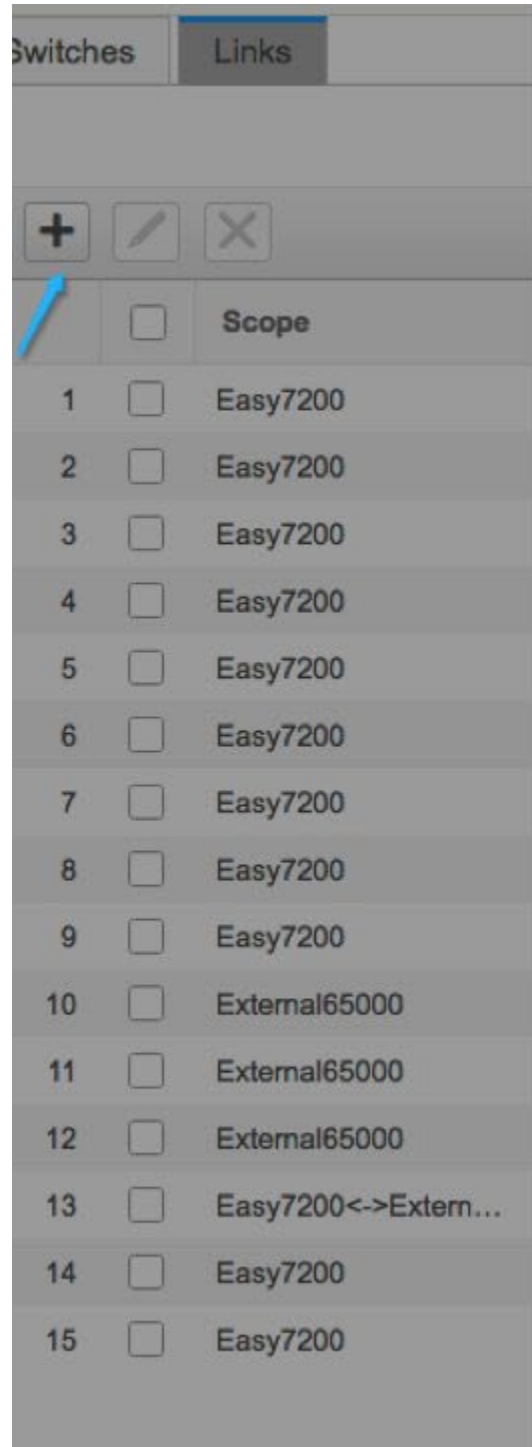 Switches Links
Scope
1 Easy7200
2 Easy7200
3 Easy7200
4 Easy7200
5 Easy7200
6 Easy7200
7 Easy7200
8 Easy7200
9 Easy7200
10 External65000
11 External65000
12 External65000
13 Easy7200<->Extern...
14 Easy7200
15 Easy7200